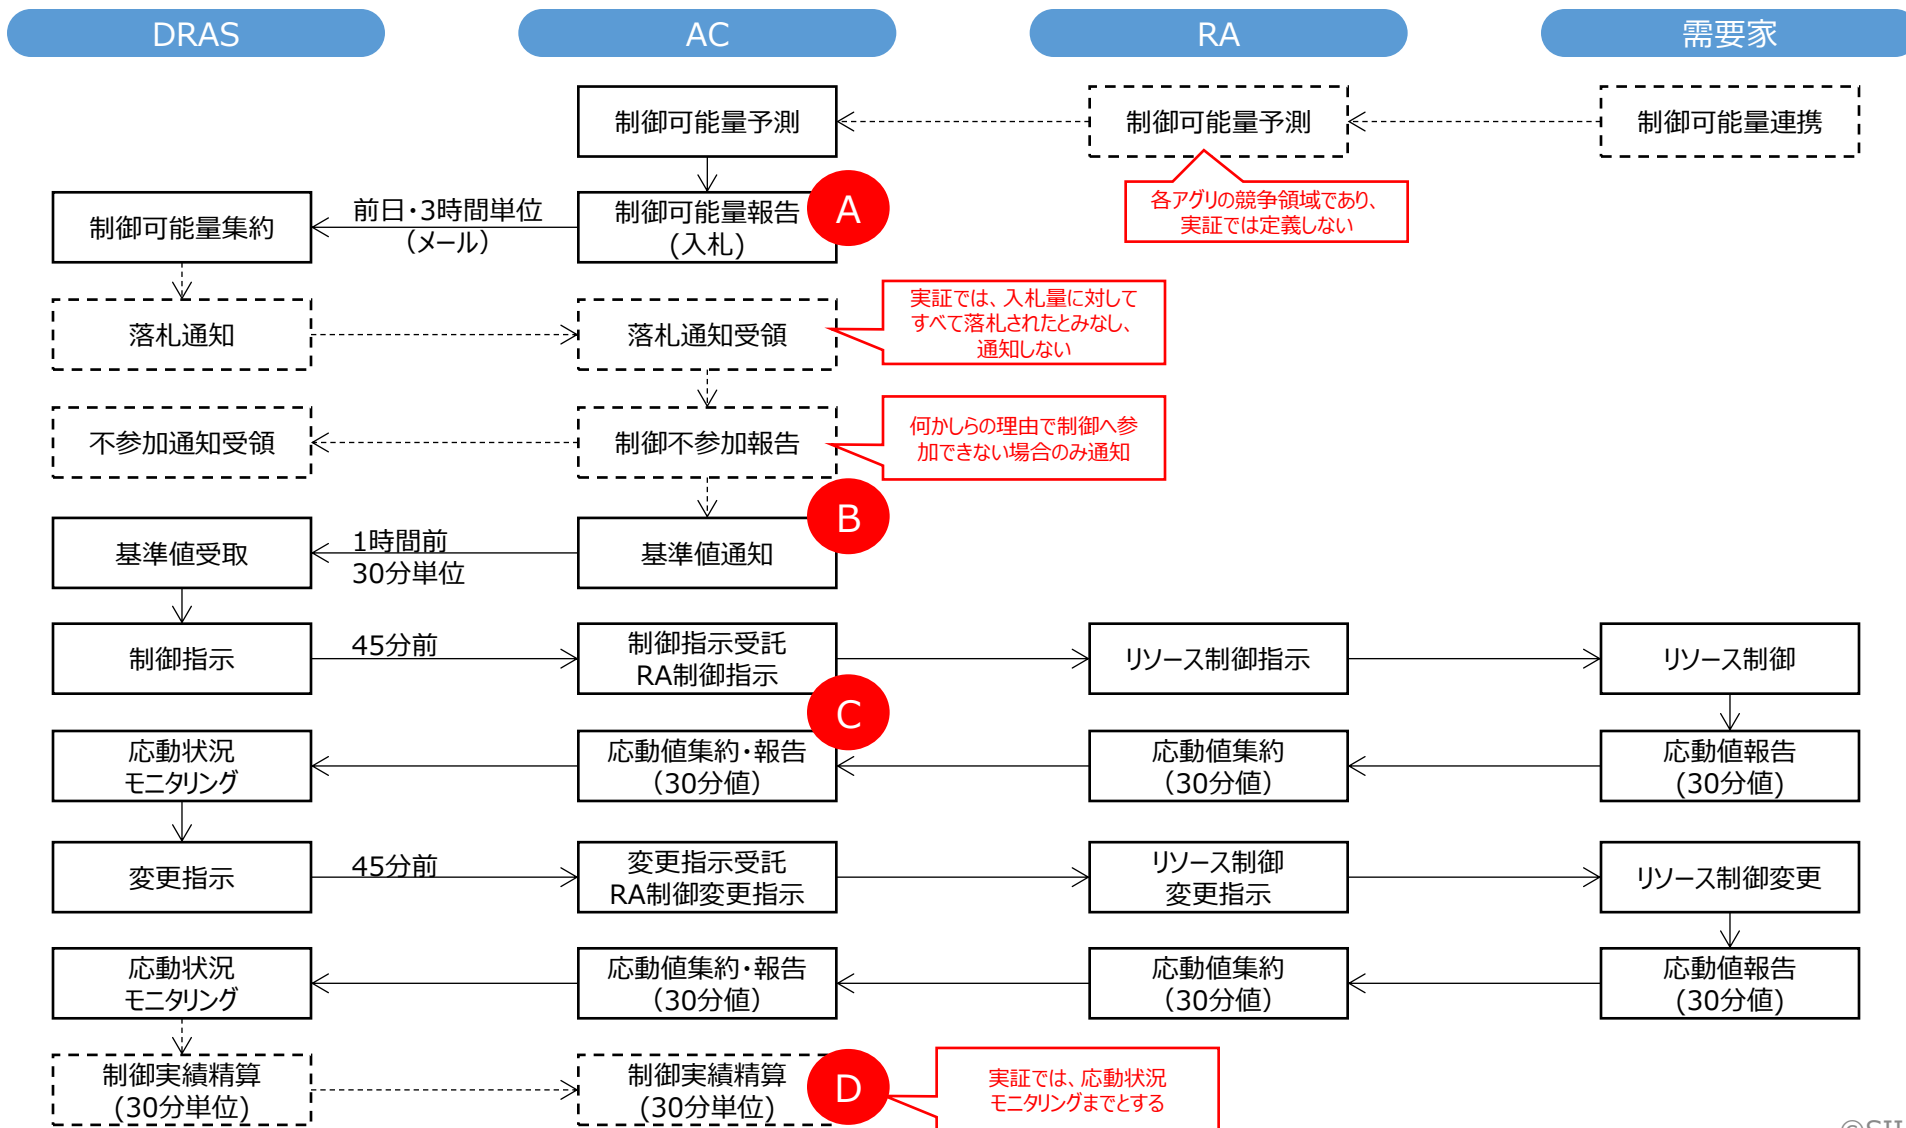 DRAS
AC
RA
需要家
制御可能量予測
制御可能量予測
制御可能量連携
各アグリの競争領域であり、
実証では定義しない
制御可能量集約
前日・3時間単位
（メール）
制御可能量報告
(入札)
A
落札通知
落札通知受領
実証では、入札量に対して
すべて落札されたとみなし、
通知しない
不参加通知受領
制御不参加報告
何かしらの理由で制御へ参
加できない場合のみ通知
B
基準値受取
1時間前
30分単位
基準値通知
制御指示
45分前
制御指示受託
RA制御指示
リソース制御指示
リソース制御
C
応動状況
モニタリング
応動値集約・報告
（30分値）
応動値集約
（30分値）
応動値報告
(30分値)
変更指示
45分前
変更指示受託
RA制御変更指示
リソース制御
変更指示
リソース制御変更
応動状況
モニタリング
応動値集約・報告
（30分値）
応動値集約
（30分値）
応動値報告
(30分値)
制御実績精算
(30分単位)
制御実績精算
(30分単位)
D
実証では、応動状況
モニタリングまでとする